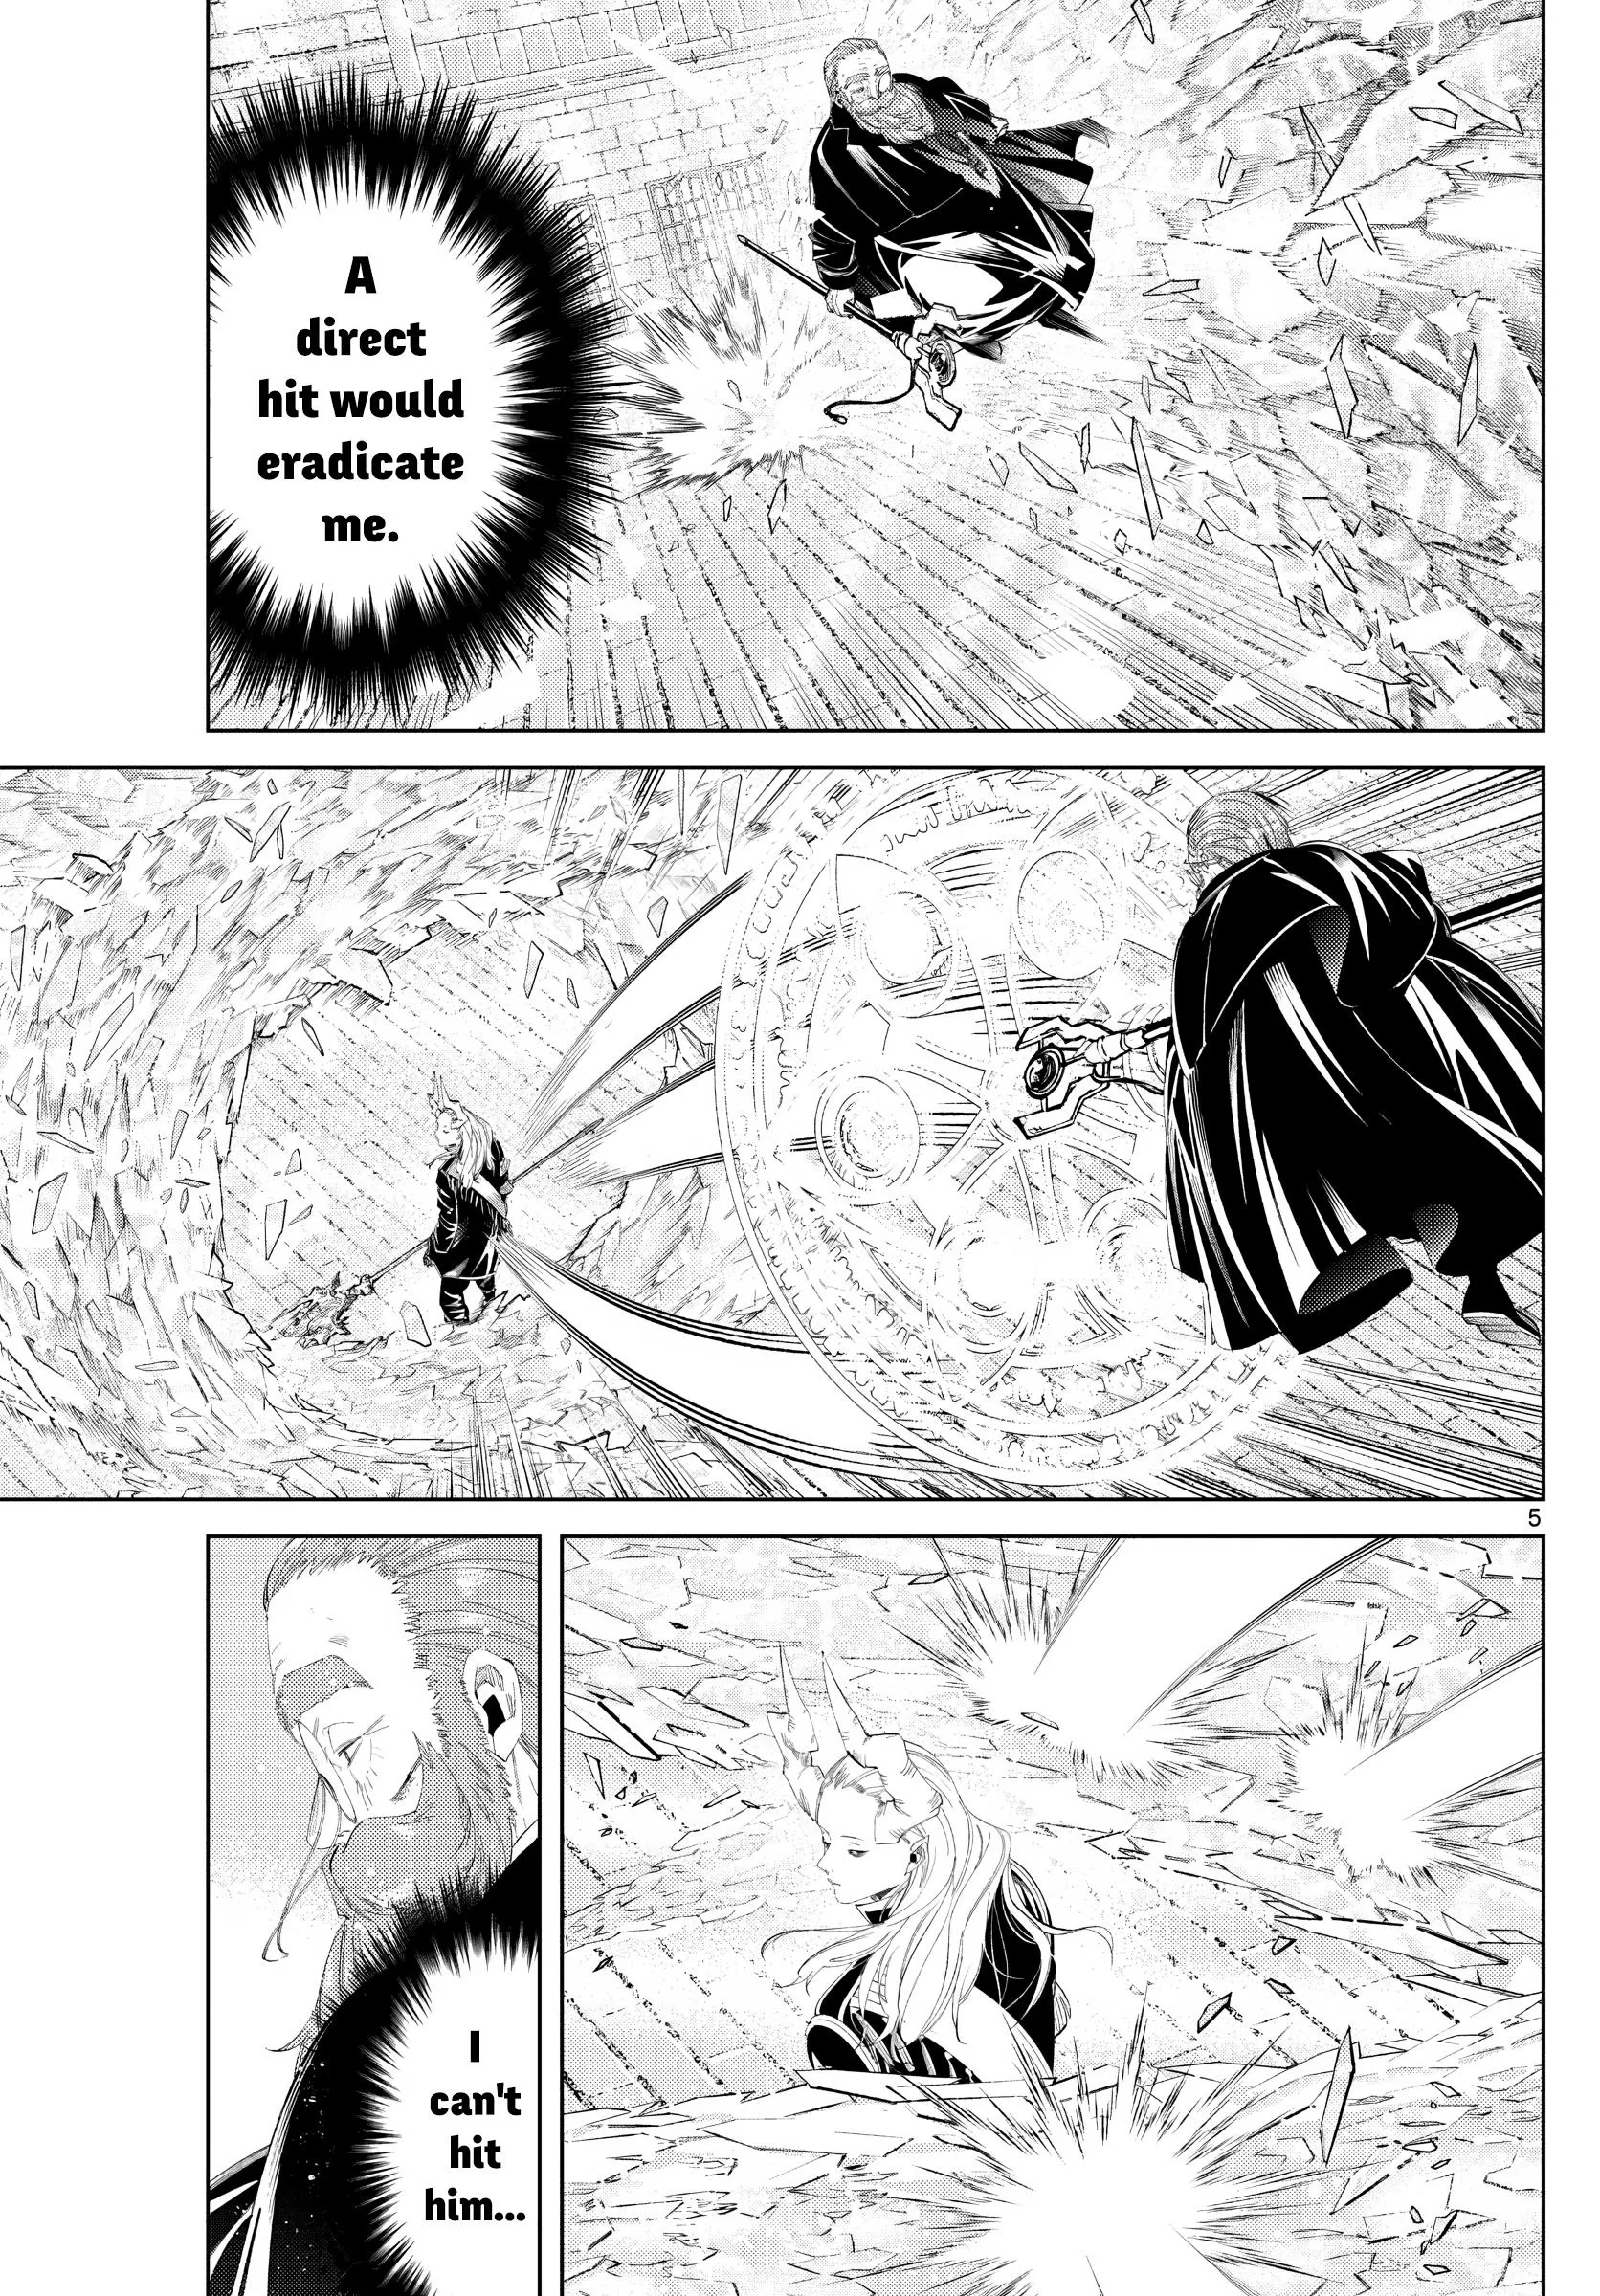 A
direct
hit would
eradicate
me.
5
I
can't
hit
him...